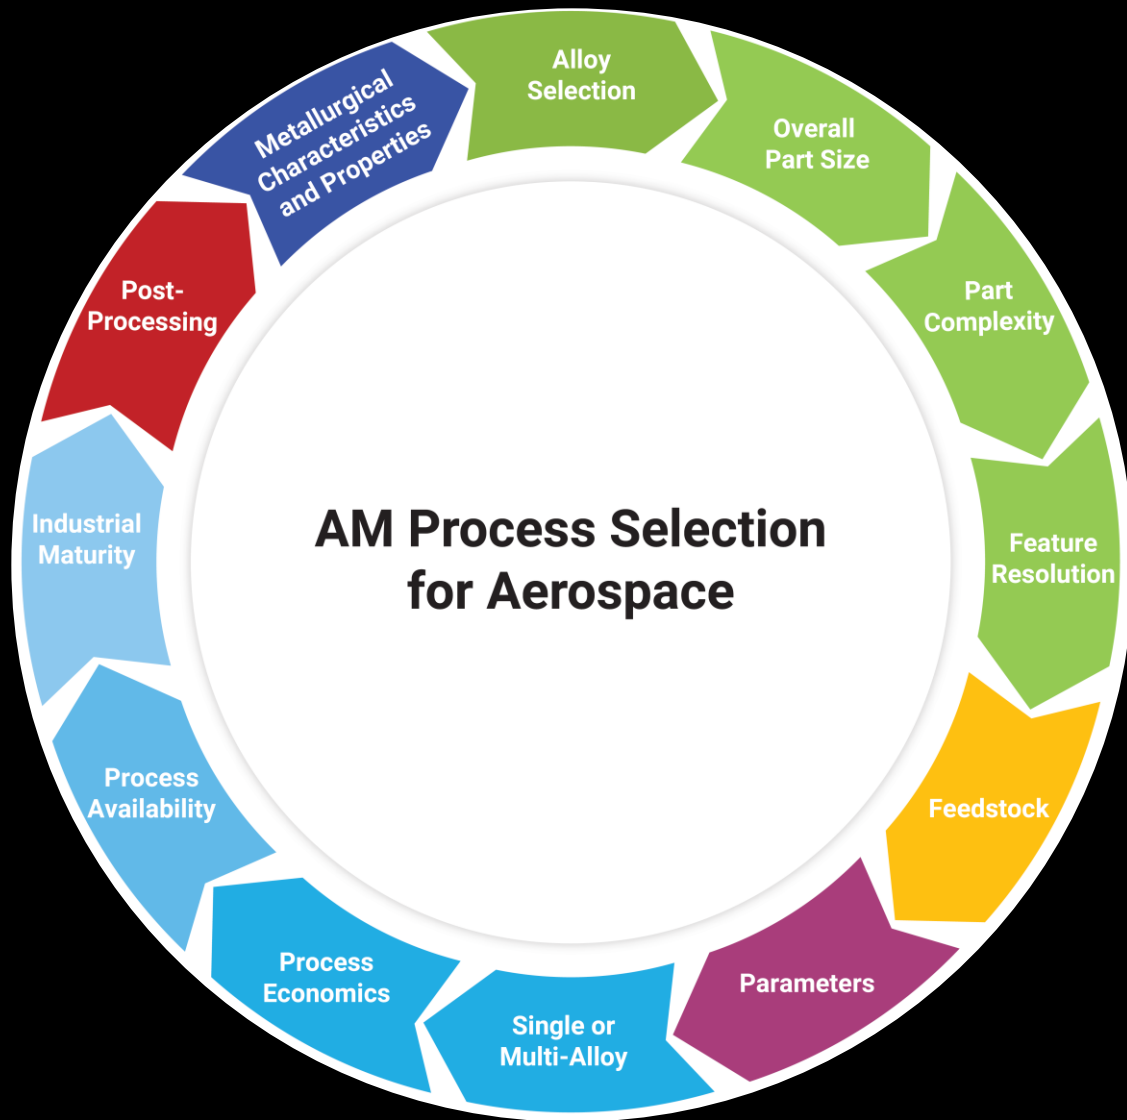 AM Process Selection
for Aerospace
Alloy
Selection
Overall
Part Size
Part
Complexity
Feature
Resolution
Feedstock
Parameters
Single or
Multi-Alloy
Process
Economics
Process
Availability
Industrial
Maturity
Post-
Processing
Metallurgical
Characteristics
and Properties